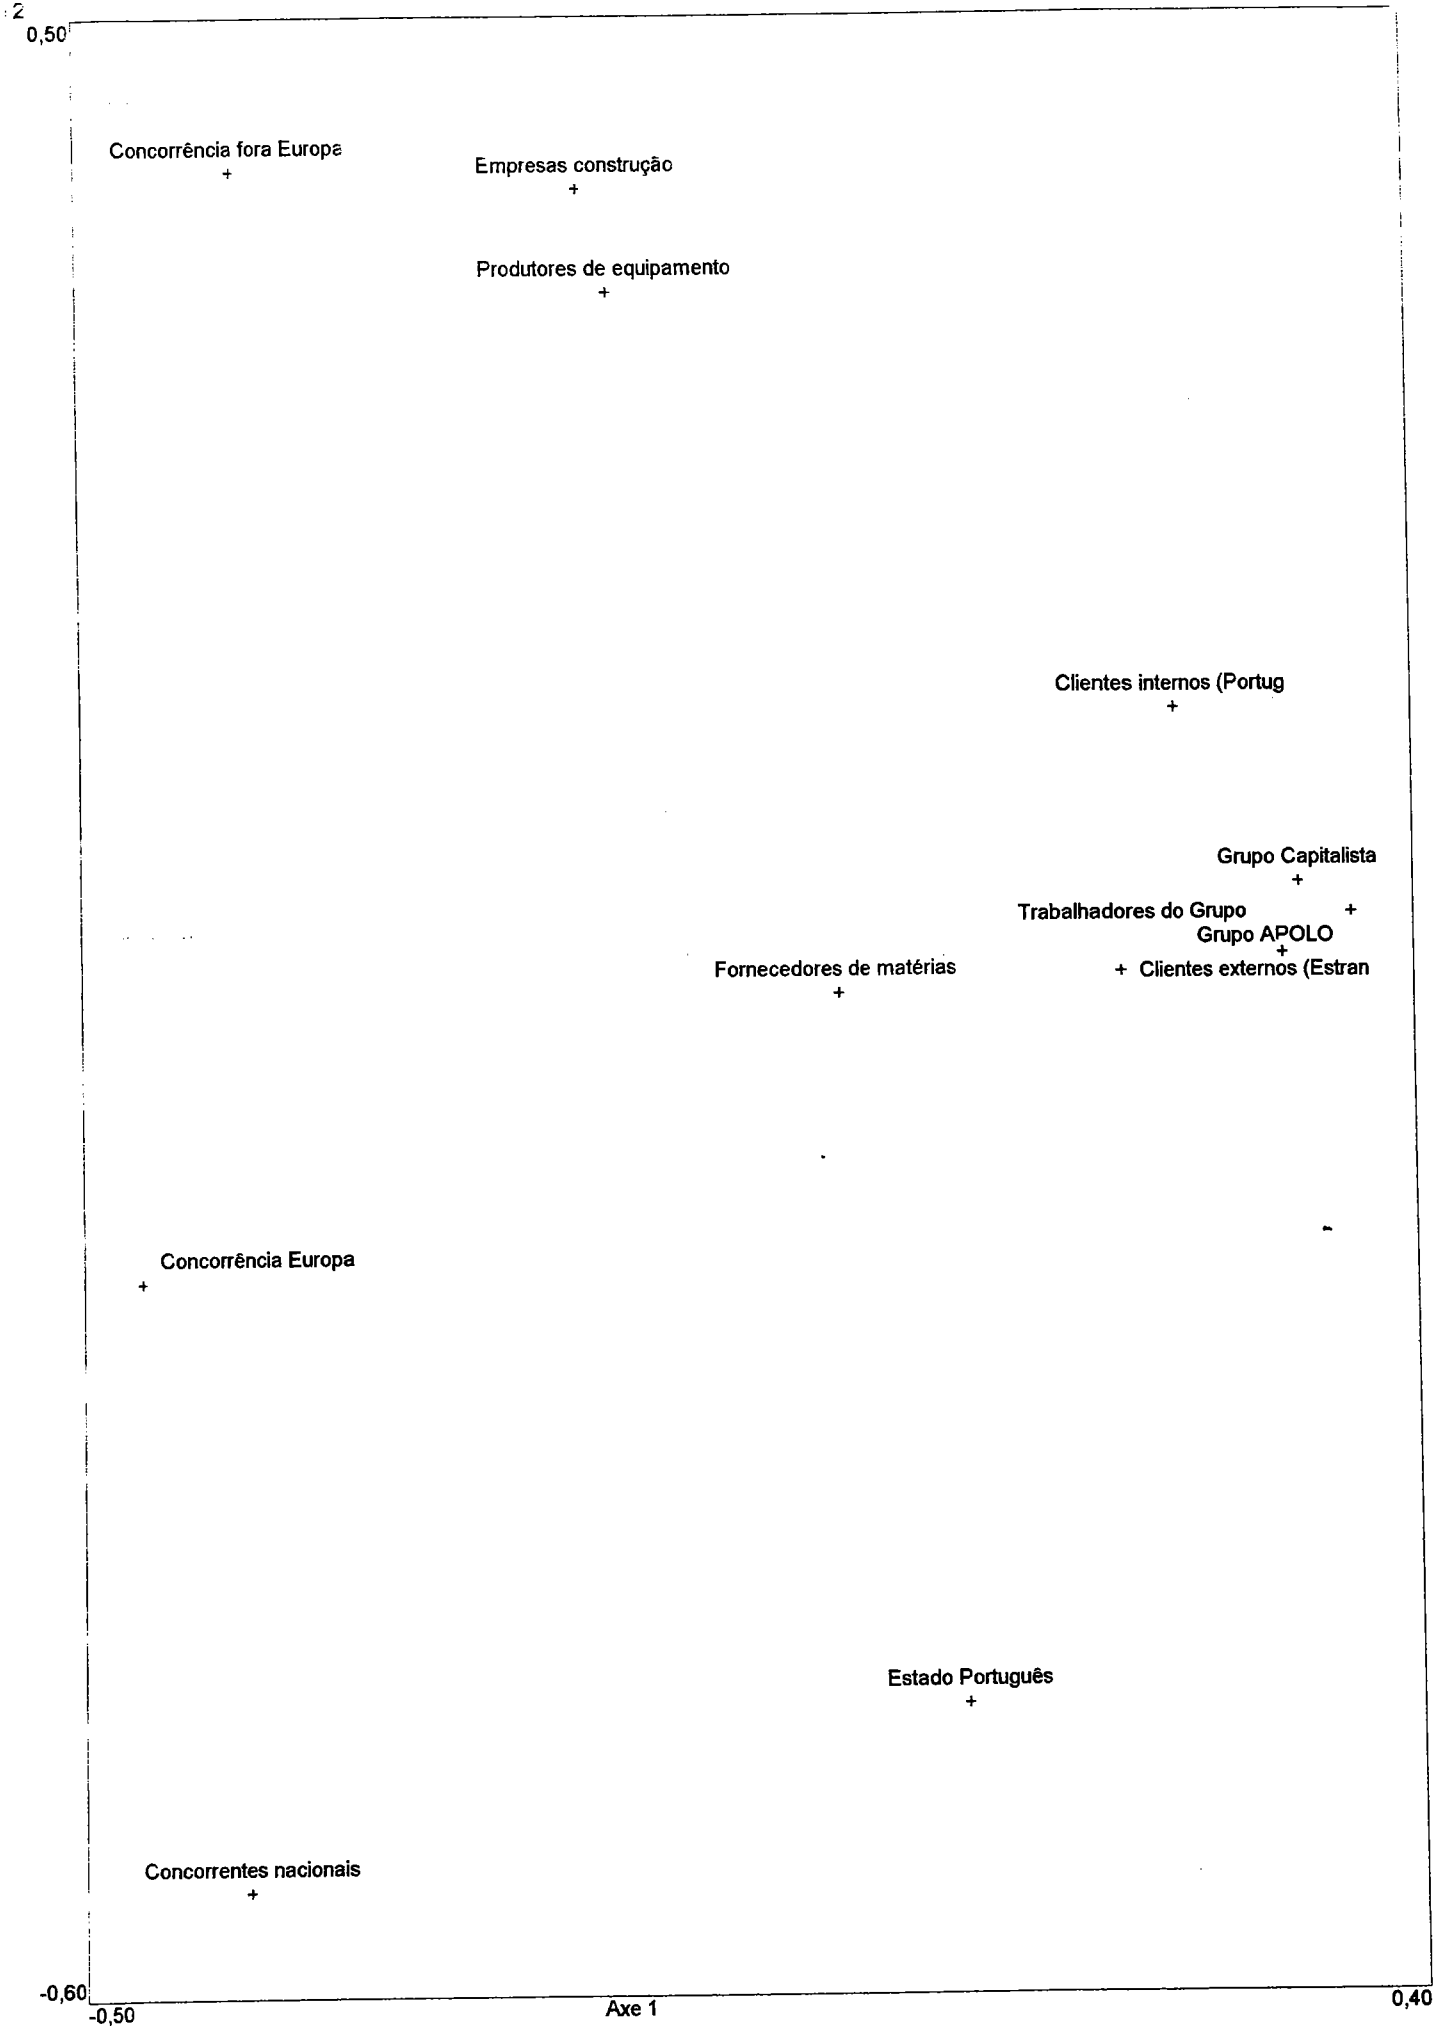 2
0,50
Concorrência fora Europa
Empresas construção
Produtores de equipamento
Clientes internos (Portug
Grupo Capitalista
Trabalhadores do Grupo
Grupo APOLO
Fornecedores de matérias
Clientes externos (Estran
Concorrência Europa
Estado Português
Concorrentes nacionais
-0,60
-0,50
Axe 1
0,40